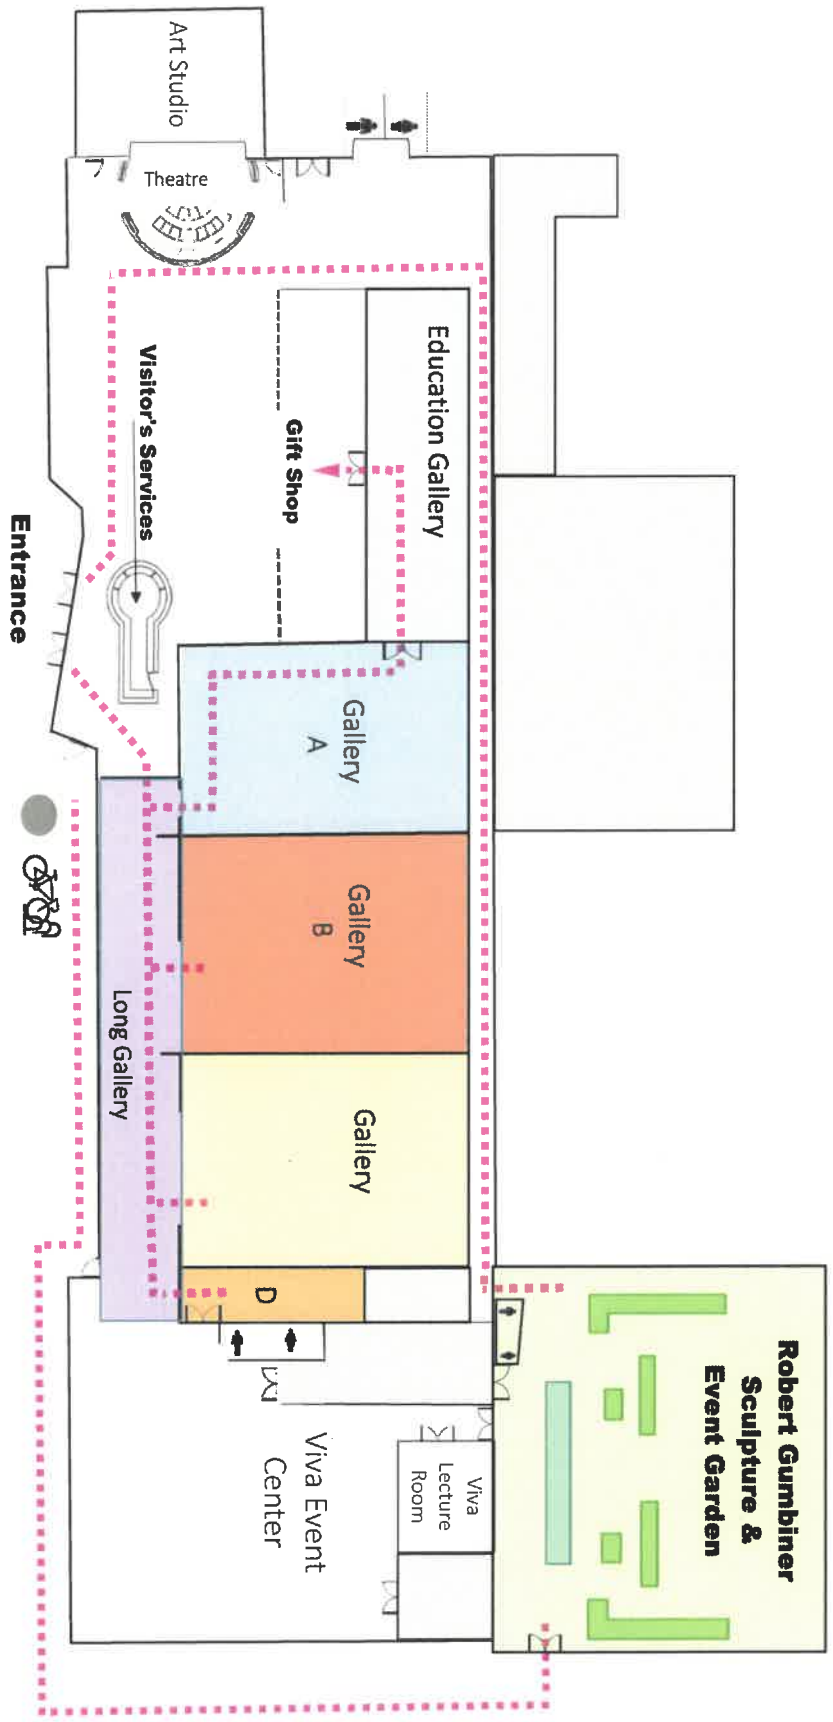 Art Studio
Theatre
Visitor's Services
Entrance
Gift Shop
Education Gallery
Gallery
A
Gallery
B
Gallery
Long Gallery
D
Viva Event
Center
Viva
Lecture
Room
Robert Gumbiner
Sculpture &
Event Garden